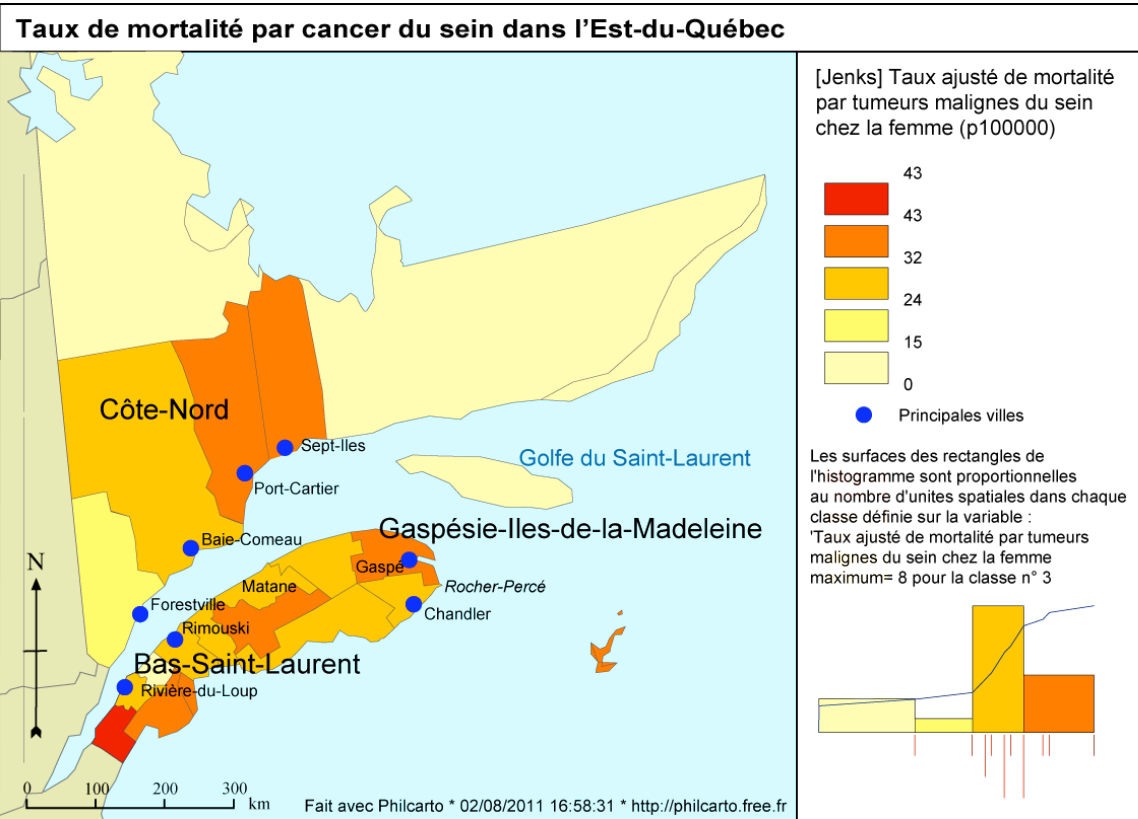 Taux de mortalité par cancer du sein dans l'Est-du-Québec
[Jenks] Taux ajusté de mortalité
par tumeurs malignes du sein
chez la femme (p100000)
43
43
32
24
15
0
Principales villes
Les surfaces des rectangles de
l'histogramme sont proportionnelles
au nombre d'unites spatiales dans chaque
classe définie sur la variable :
'Taux ajusté de mortalité par tumeurs
malignes du sein chez la femme
maximum= 8 pour la classe n° 3
Côte-Nord
Sept-Iles
Golfe du Saint-Laurent
Port-Cartier
Gaspésie-Iles-de-la-Madeleine
Baie-Comeau
N
Gaspé
Matane
Rocher-Percé
Forestville
Chandler
Rimouski
Bas-Saint-Laurent
Rivière-du-Loup
0 100 200 300
km
Fait avec Philcarto * 02/08/2011 16:58:31 * http://philcarto.free.fr